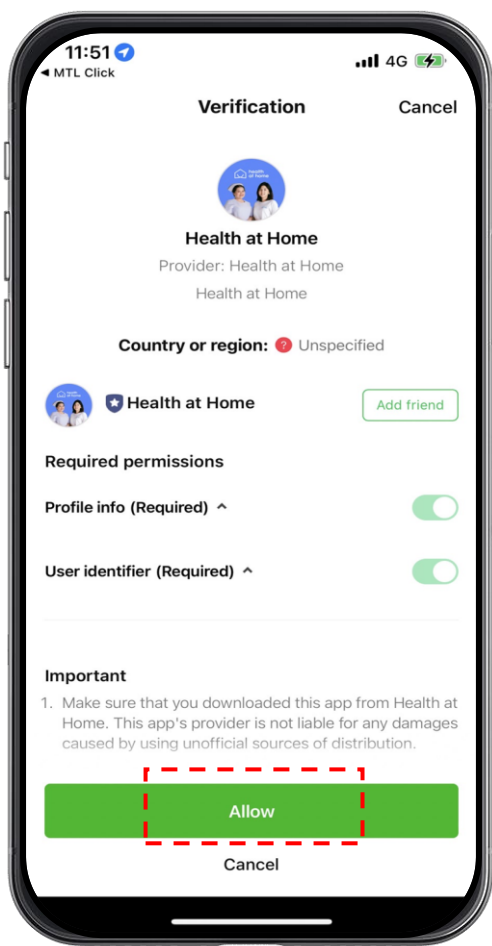 11:51
4G
◀ MTL Click
Verification
Cancel
Health at Home
Health at Home
Provider: Health at Home
Health at Home
Country or region: ? Unspecified
Health at Home
Add friend
Required permissions
Profile info (Required)
User identifier (Required)
Important
1. Make sure that you downloaded this app from Health at
Home. This app's provider is not liable for any damages
caused by using unofficial sources of distribution.
Allow
Cancel